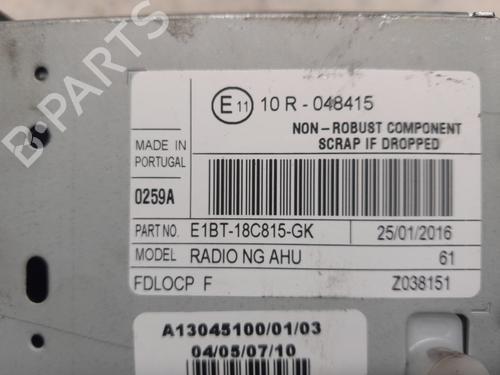 E11 10 R - 048415
NON - ROBUST COMPONENT
SCRAP IF DROPPED
MADE IN
PORTUGAL
0259A
PART NO. E1BT-18C815-GK 25/01/2016
MODEL RADIO NG AHU 61
FDLOCP F Z038151
A13045100/01/03
04/05/07/10
B-PARTS